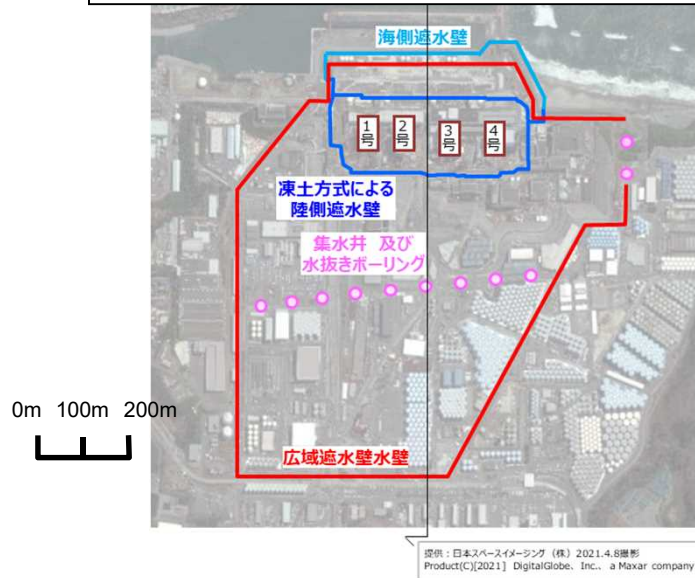 海側遮水壁
1
号
2
号
3
号
4
号
凍土方式による
陸側遮水壁
集水井 及び
水抜きボーリング
0m 100m 200m
広域遮水壁水壁
提供：日本スペースイメージング（株）2021.4.8撮影
Product(C)[2021] DigitalGlobe、Inc.、a Maxar company